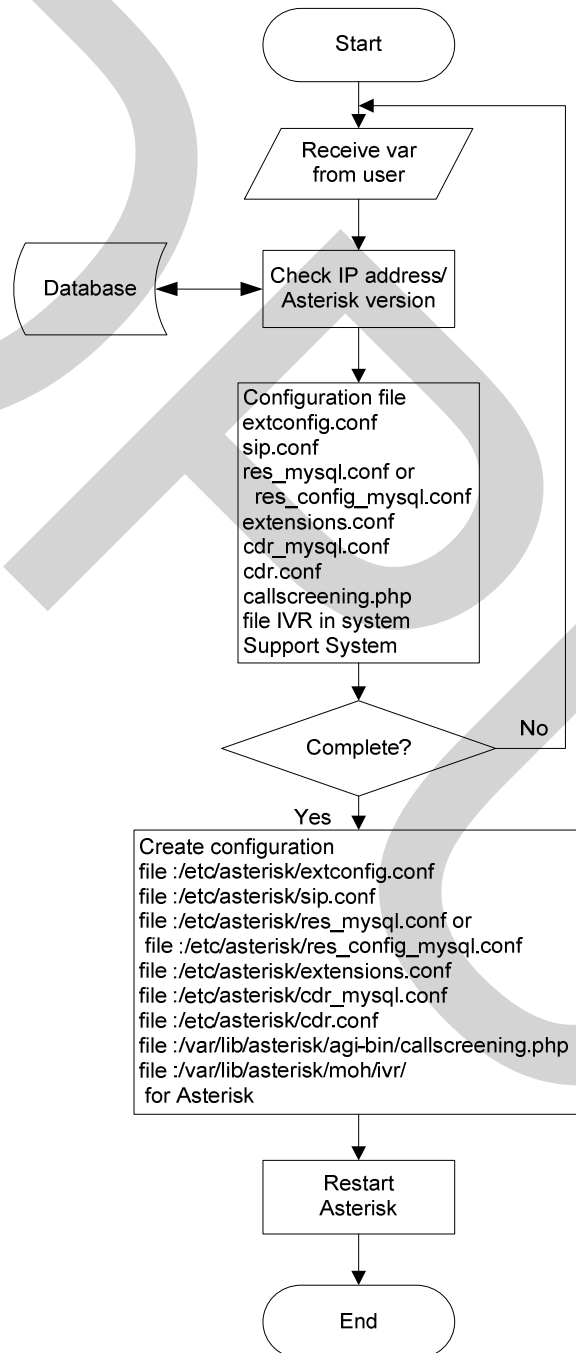 Start
Receive var
from user
Database
Check IP address/
Asterisk version
Configuration file
extconfig.conf
sip.conf
res_mysql.conf or
res_config_mysql.conf
extensions.conf
cdr_mysql.conf
cdr.conf
callscreening.php
file IVR in system
Support System
Complete?
No
Yes
Create configuration
file :/etc/asterisk/extconfig.conf
file :/etc/asterisk/sip.conf
file :/etc/asterisk/res_mysql.conf or
file :/etc/asterisk/res_config_mysql.conf
file :/etc/asterisk/extensions.conf
file :/etc/asterisk/cdr_mysql.conf
file :/etc/asterisk/cdr.conf
file :/var/lib/asterisk/agi-bin/callscreening.php
file :/var/lib/asterisk/moh/ivr/
for Asterisk
Restart
Asterisk
End